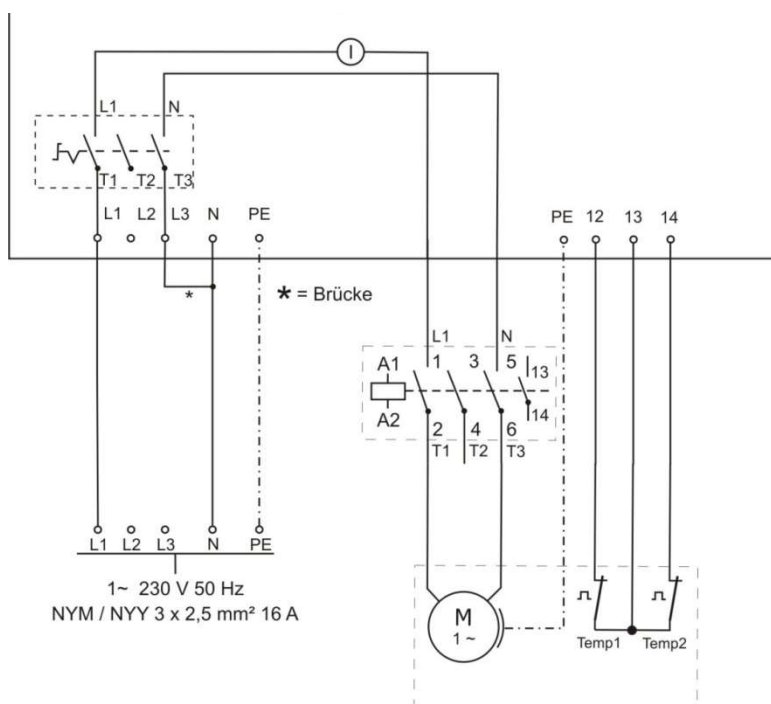 I
L1 N
T1 T2 T3
L1 L2 L3 N PE
PE 12 13 14
*
* = Brücke
L1 N
A1 1 3 5 13
A2 2 4 6 14
T1 T2 T3
L1 L2 L3 N PE
1~ 230 V 50 Hz
NYM / NYY 3 x 2,5 mm² 16 A
M
1 ~
Temp1 Temp2